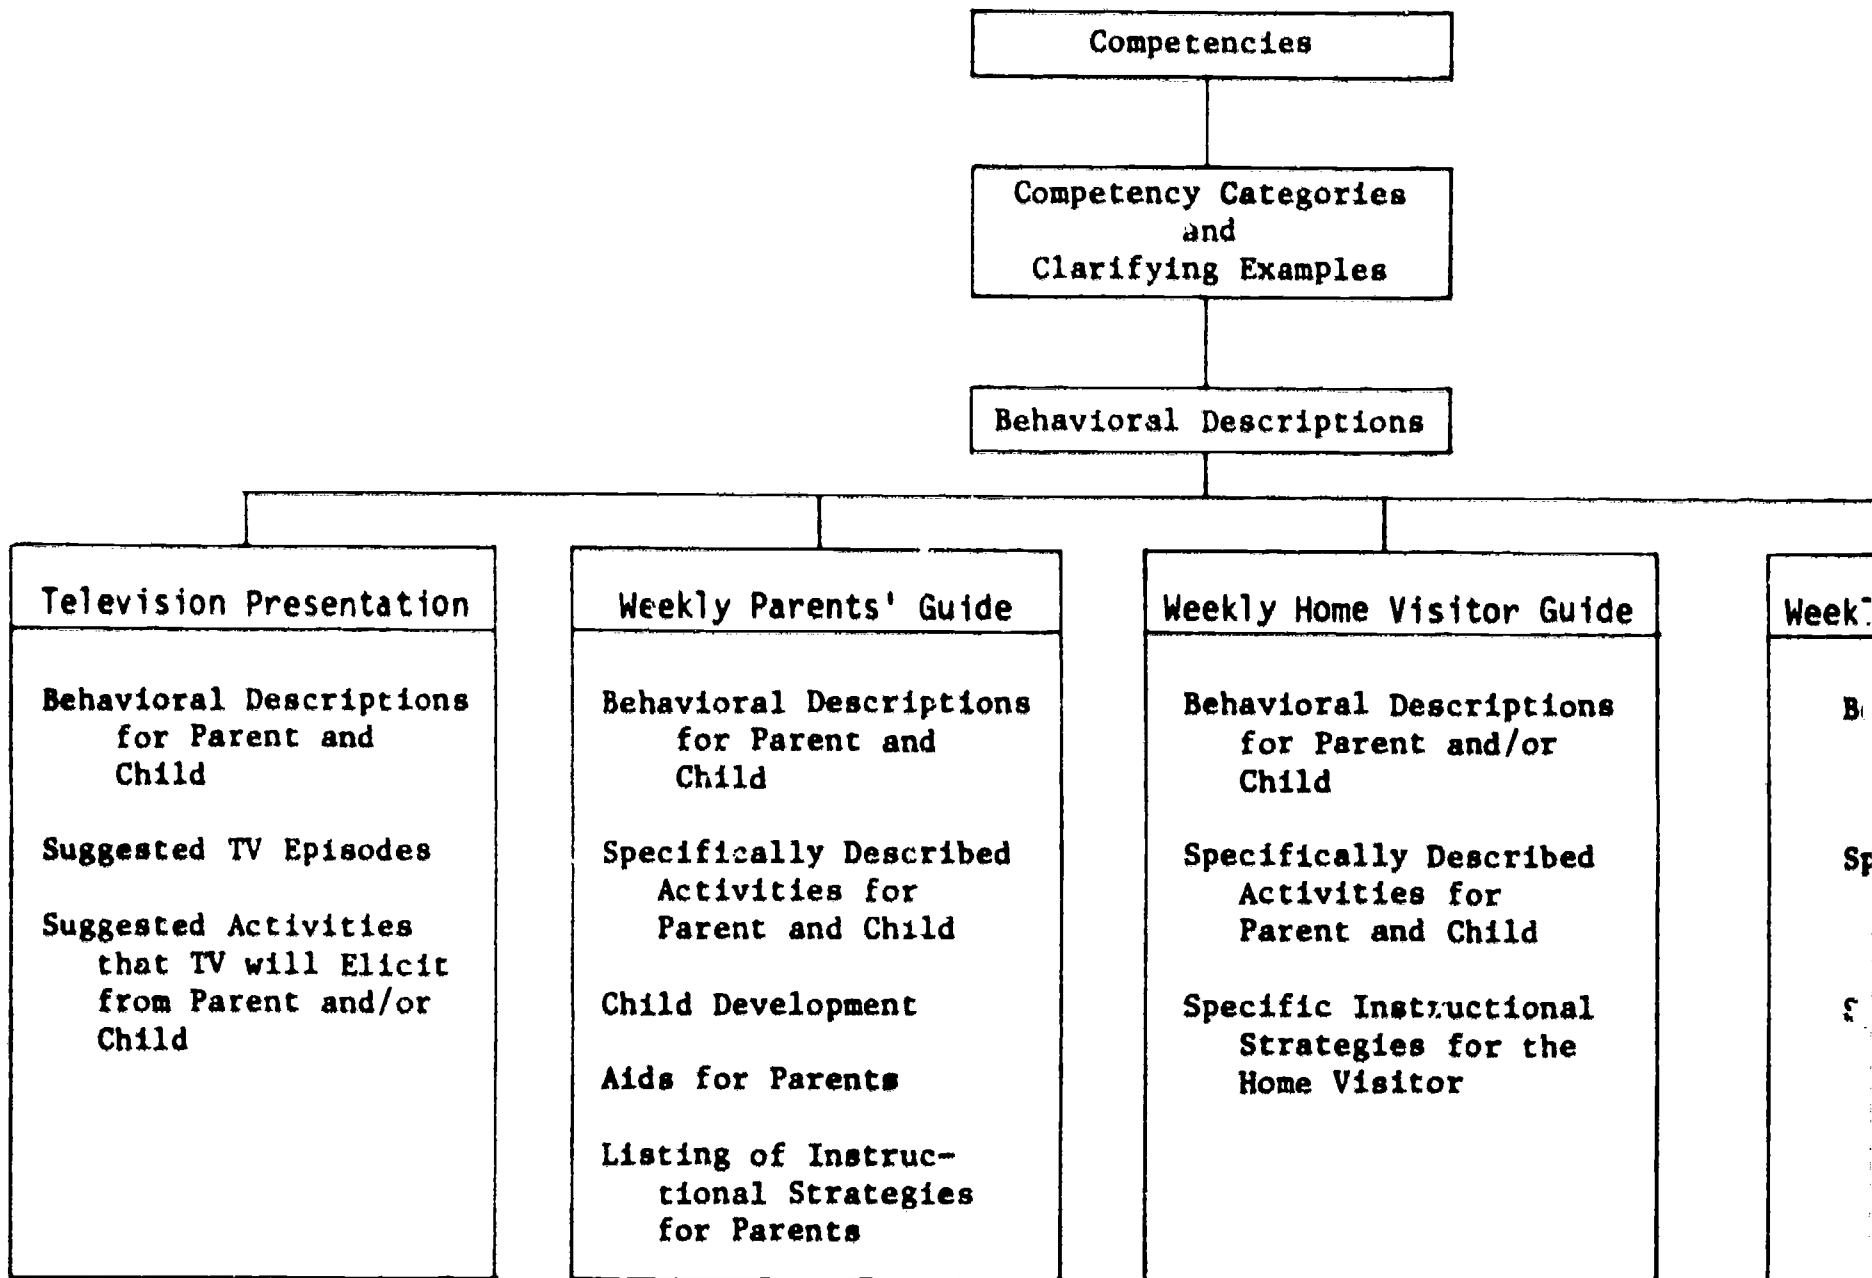 Competencies
Competency Categories
and
Clarifying Examples
Behavioral Descriptions
Television Presentation
Behavioral Descriptions
for Parent and
Child
Suggested TV Episodes
Suggested Activities
that TV will Elicit
from Parent and/or
Child
Weekly Parents' Guide
Behavioral Descriptions
for Parent and
Child
Specifically Described
Activities for
Parent and Child
Child Development
Aids for Parents
Listing of Instruc-
tional Strategies
for Parents
Weekly Home Visitor Guide
Behavioral Descriptions
for Parent and/or
Child
Specifically Described
Activities for
Parent and Child
Specific Instructional
Strategies for the
Home Visitor